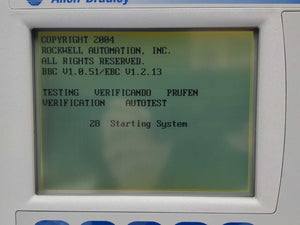 Allen-Bradley
COPYRIGHT 2004
ROCKWELL AUTOMATION, INC.
ALL RIGHTS RESERVED.
BBC V1.0.51/EBC V1.2.13
TESTING VERIFICANDO PRUFEN
VERIFICATION AUTOTEST
28 Starting System